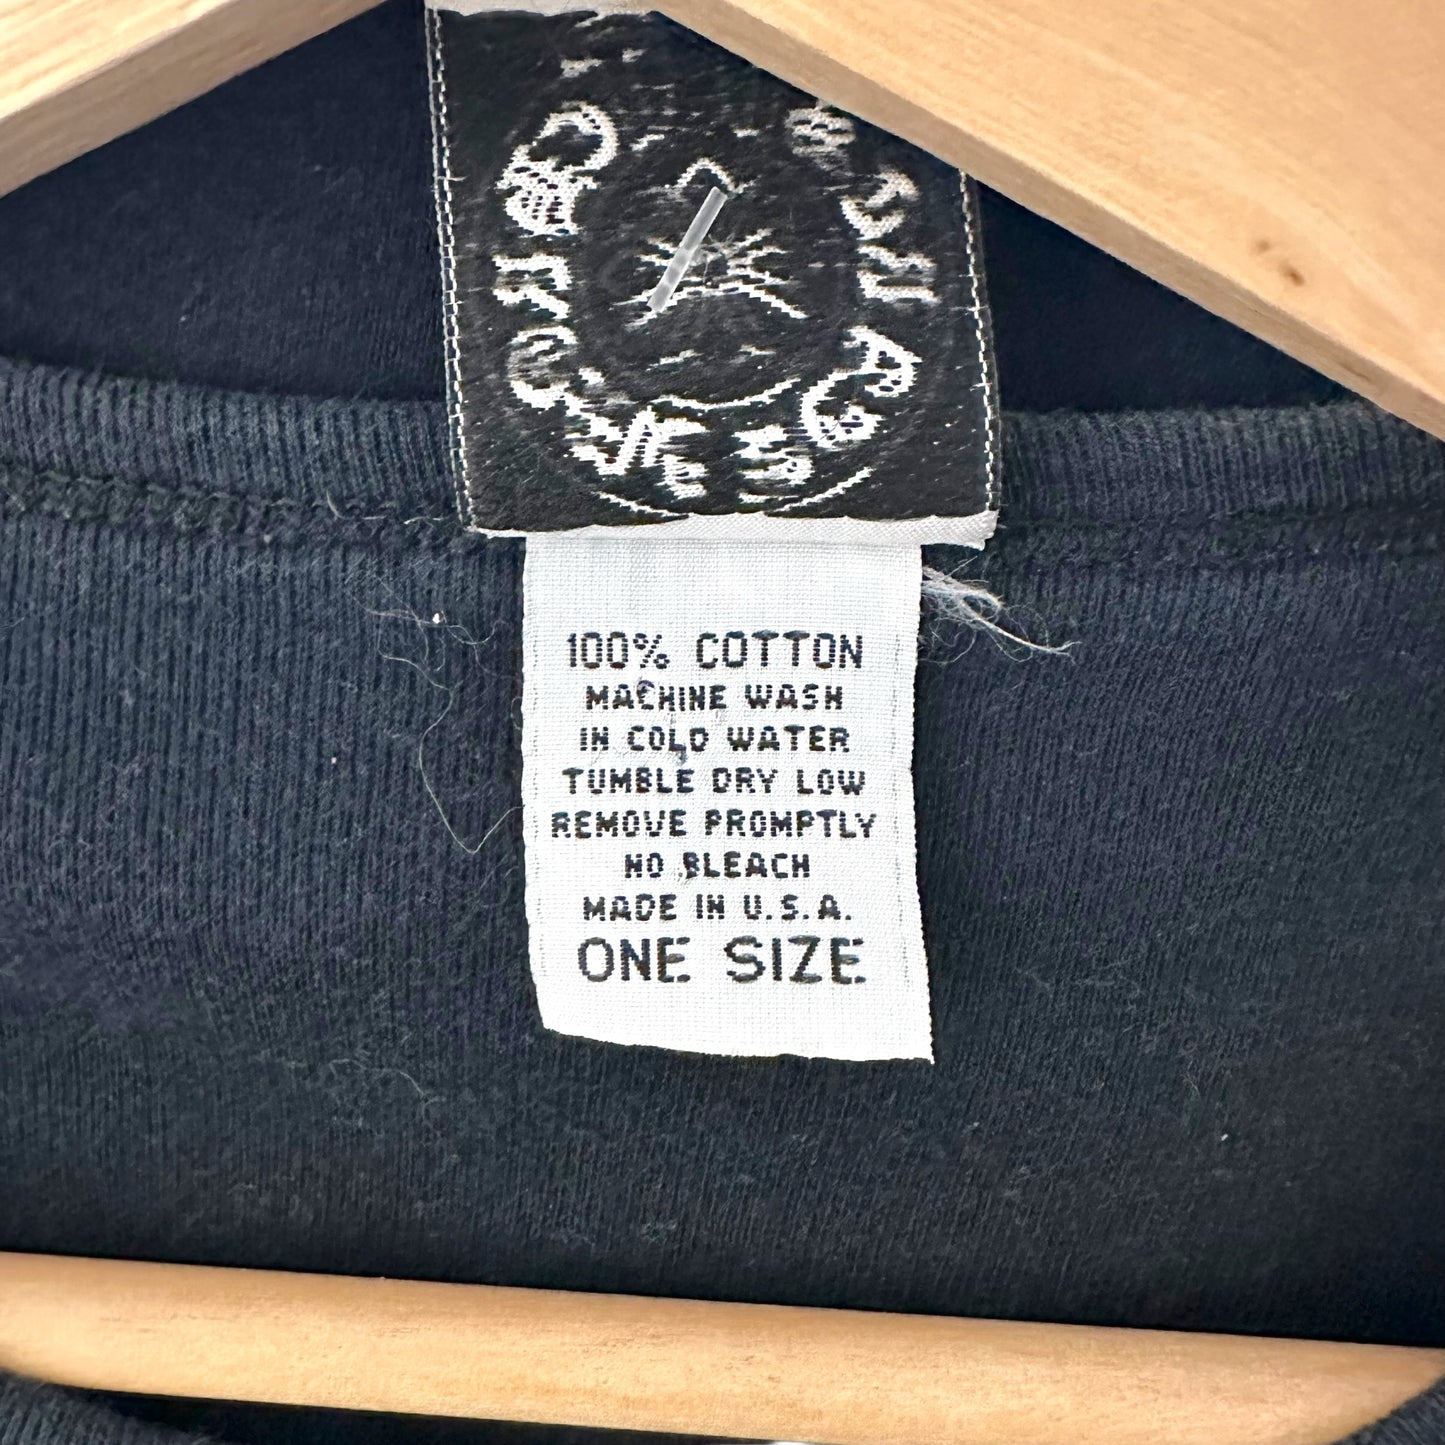 100% COTTON
MACHINE WASH
IN COLD WATER
TUMBLE DRY LOW
REMOVE PROMPTLY
NO BLEACH
MADE IN U.S.A.
ONE SIZE